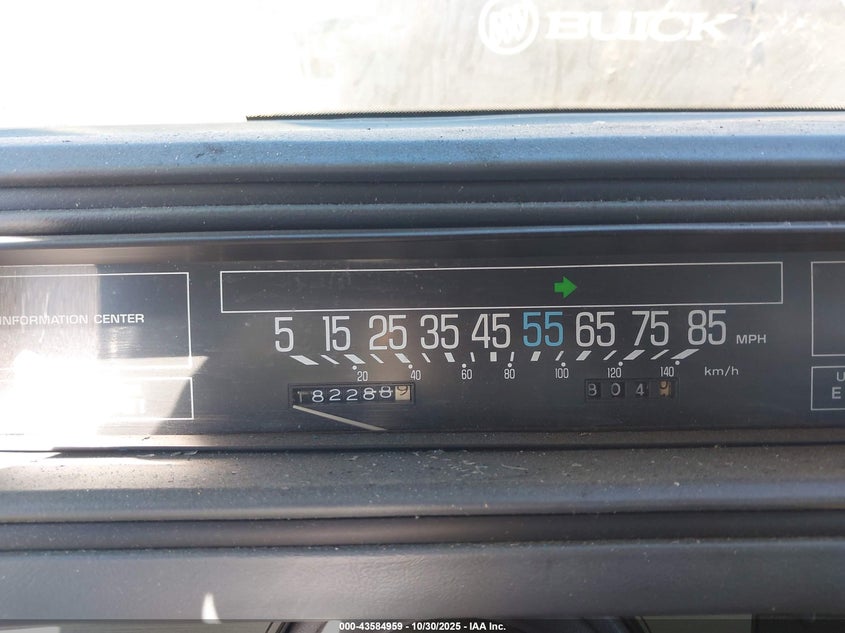 BUICK
INFORMATION CENTER
5 15 25 35 45 55 65 75 85 MPH
20 40 60 80 100 120 140 km/h
82288
804
U
E
000-43584959 - 10/30/2025 - IAA Inc.